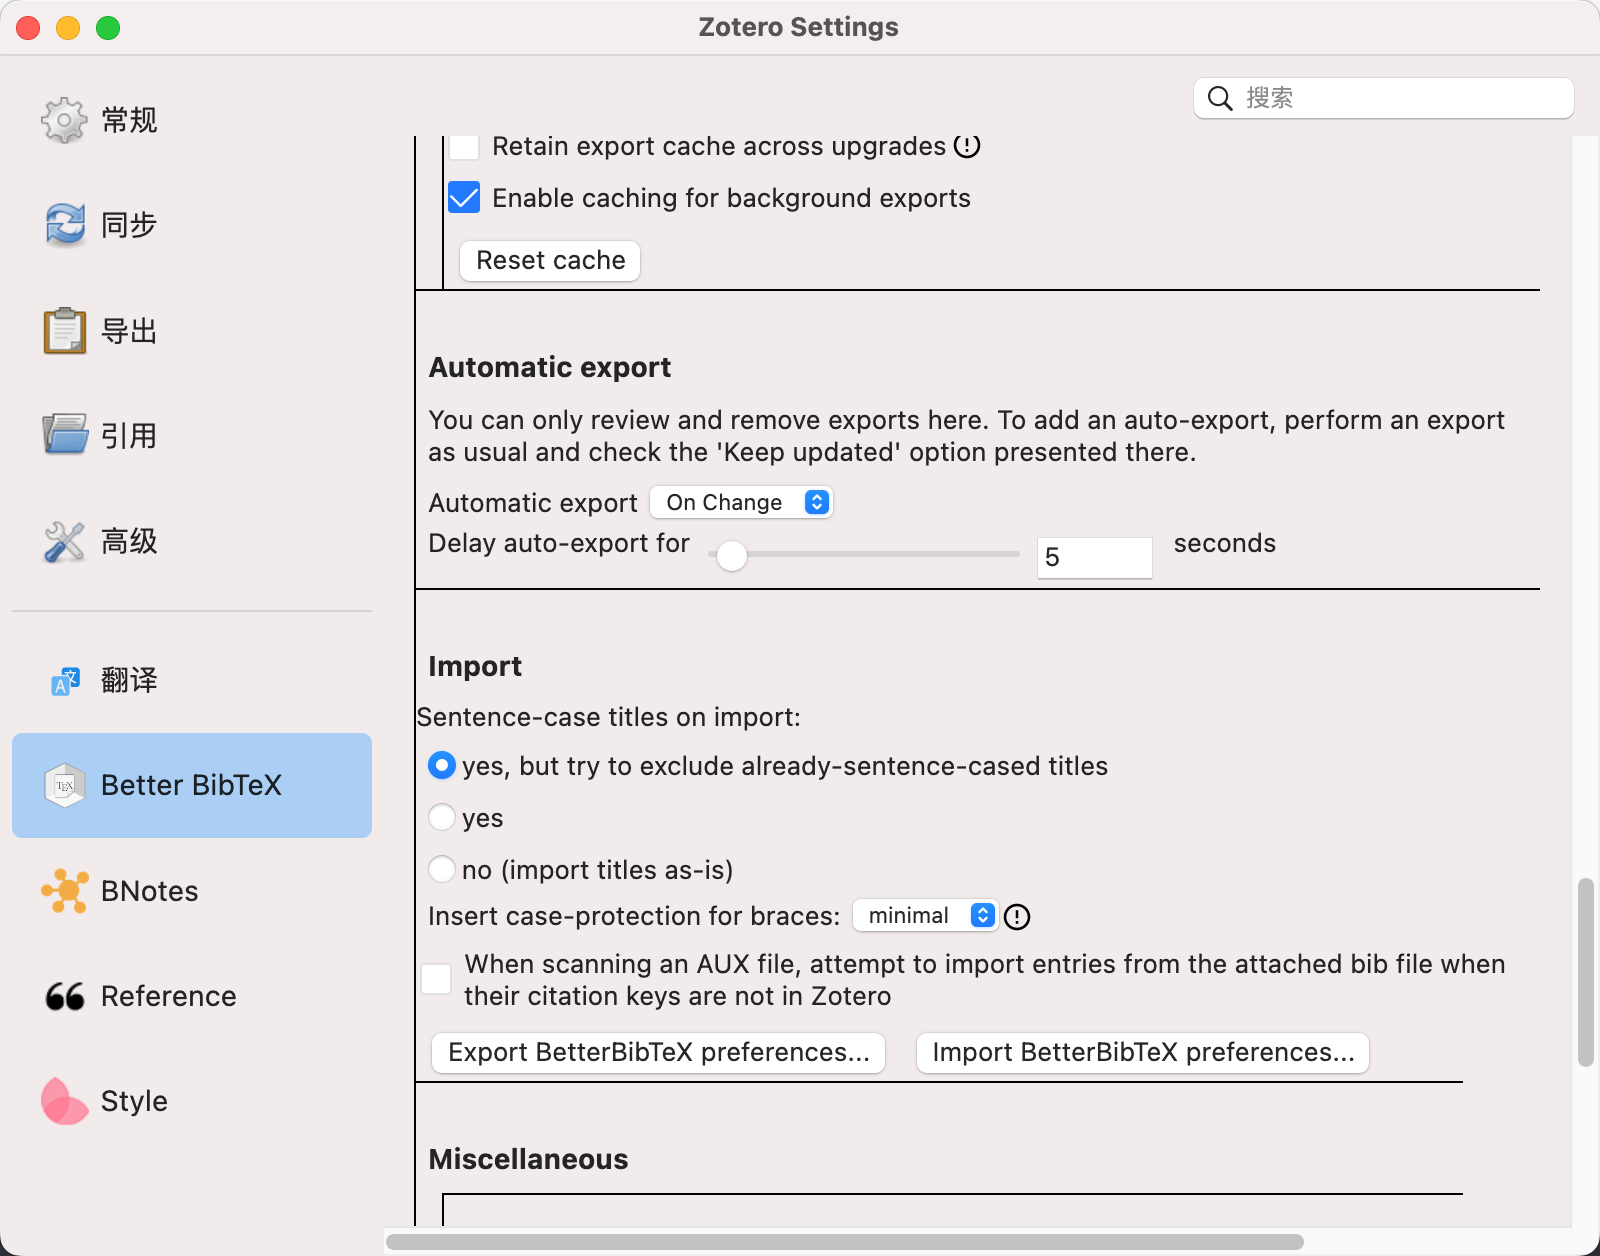 Zotero Settings
搜索
常规
同步
导出
引用
高级
翻译
Better BibTeX
BNotes
Reference
Style
Retain export cache across upgrades
Enable caching for background exports
Reset cache
Automatic export
You can only review and remove exports here. To add an auto-export, perform an export
as usual and check the 'Keep updated' option presented there.
Automatic export On Change
Delay auto-export for 5 seconds
Import
Sentence-case titles on import:
yes, but try to exclude already-sentence-cased titles
yes
no (import titles as-is)
Insert case-protection for braces: minimal
When scanning an AUX file, attempt to import entries from the attached bib file when
their citation keys are not in Zotero
Export BetterBibTeX preferences... Import BetterBibTeX preferences...
Miscellaneous